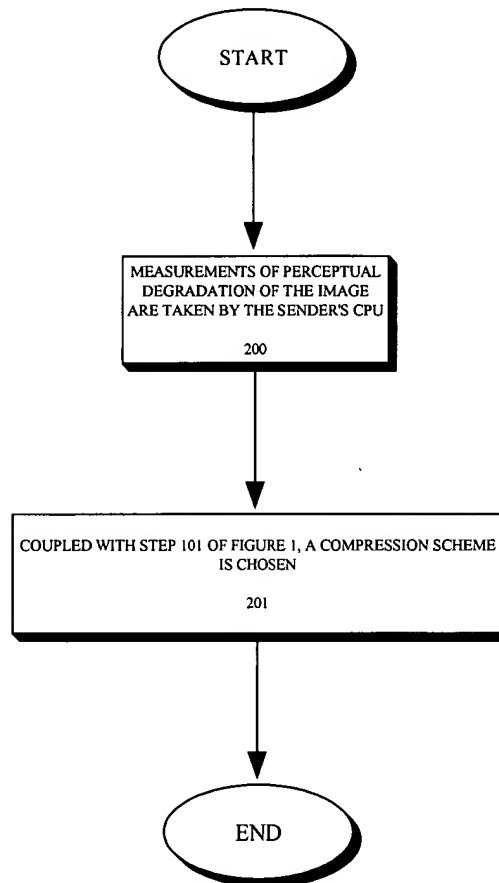 START
MEASUREMENTS OF PERCEPTUAL
DEGRADATION OF THE IMAGE
ARE TAKEN BY THE SENDER'S CPU
200
COUPLED WITH STEP 101 OF FIGURE 1, A COMPRESSION SCHEME
IS CHOSEN
201
END